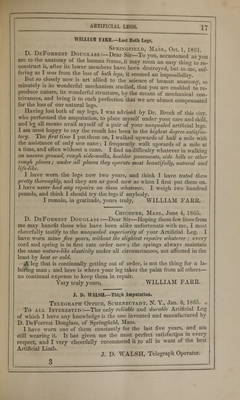 ARTIFICIAL LEGS. 17
WILLIAM FARR.—Lost Both Legs.
SPRINGFIELD, MASS., Oct. 1, 1861.
D. DEFORREST DOUGLASS:—Dear Sir—To you, accustomed as you
are to the anatomy of the human frame, it may seem an easy thing to re-
construct it, after its lower members have been destroyed, but to me, suf-
fering as I was from the loss of both legs, it seemed an impossibility.
But so closely now is art allied to the science of human anatomy, so
minutely is its wonderful mechanism studied, that you are enabled to re-
produce nature, its wonderful structure, by the means of mechanical con-
trivances, and bring it to such perfection that we are almost compensated
for the loss of our natural legs.
Having lost both of my legs, I was advised by Dr. Breck of this city,
who performed the amputation, to place myself under your care and skill,
and by all means avail myself of a pair of your unequaled artificial legs.
I am most happy to say the result has been in the highest degree satisfac-
tory. The first time I put them on, I walked upwards of half a mile with
the assistance of only one cane; I frequently walk upwards of a mile at
a time, and often without a cane. I find no difficulty whatever in walking
on uneven ground, rough side-walks, boulder pavements, side hills or other
rough places; under all places they operate most beautifully, natural and
life-like.
I have worn the legs now two years, and think I have tested them
pretty thoroughly, and they are as good now as when I first put them on.
I have never had any repairs on them whatever. I weigh two hundred
pounds, and think I should try the legs if anybody.
I remain, in gratitude, yours truly, WILLIAM FARR.
CHICOPEE, MASS., June 4, 1865.
D. DEFORREST DOUGLASS:—Dear Sir—Hoping these few lines from
me may benefit those who have been alike unfortunate with me, I must
cheerfully testify to the unequaled superiority of your Artificial Leg. I
have worn mine five years, without the slightest repairs whatever; every
cord and spring is in first rate order now; the springs always maintain
the same nature-like elasticity under all circumstances, not affected in the
least by heat or cold.
A leg that is continually getting out of order, is not the thing for a la-
boring man; and here is where your leg takes the palm from all others—
no continual expense to keep them in repair.
Very truly yours, WILLIAM FARR.
J. D. WALSH.—Thigh Amputation.
TELEGRAPH OFFICE, SCHENECTADY, N. Y., Jan. 8, 1865.
To ALL INTERESTED:—The only reliable and durable Artificial Leg
of which I have any knowledge is the one invented and manufactured by
D. DeForrest Douglass, of Springfield, Mass.
I have worn one of them constantly for the last five years, and am
still wearing it. It has given me the most perfect satisfaction in every
respect, and I very cheerfully recommend it to all in want of the best
Artificial Limb.
J. D. WALSH, Telegraph Operator.
3